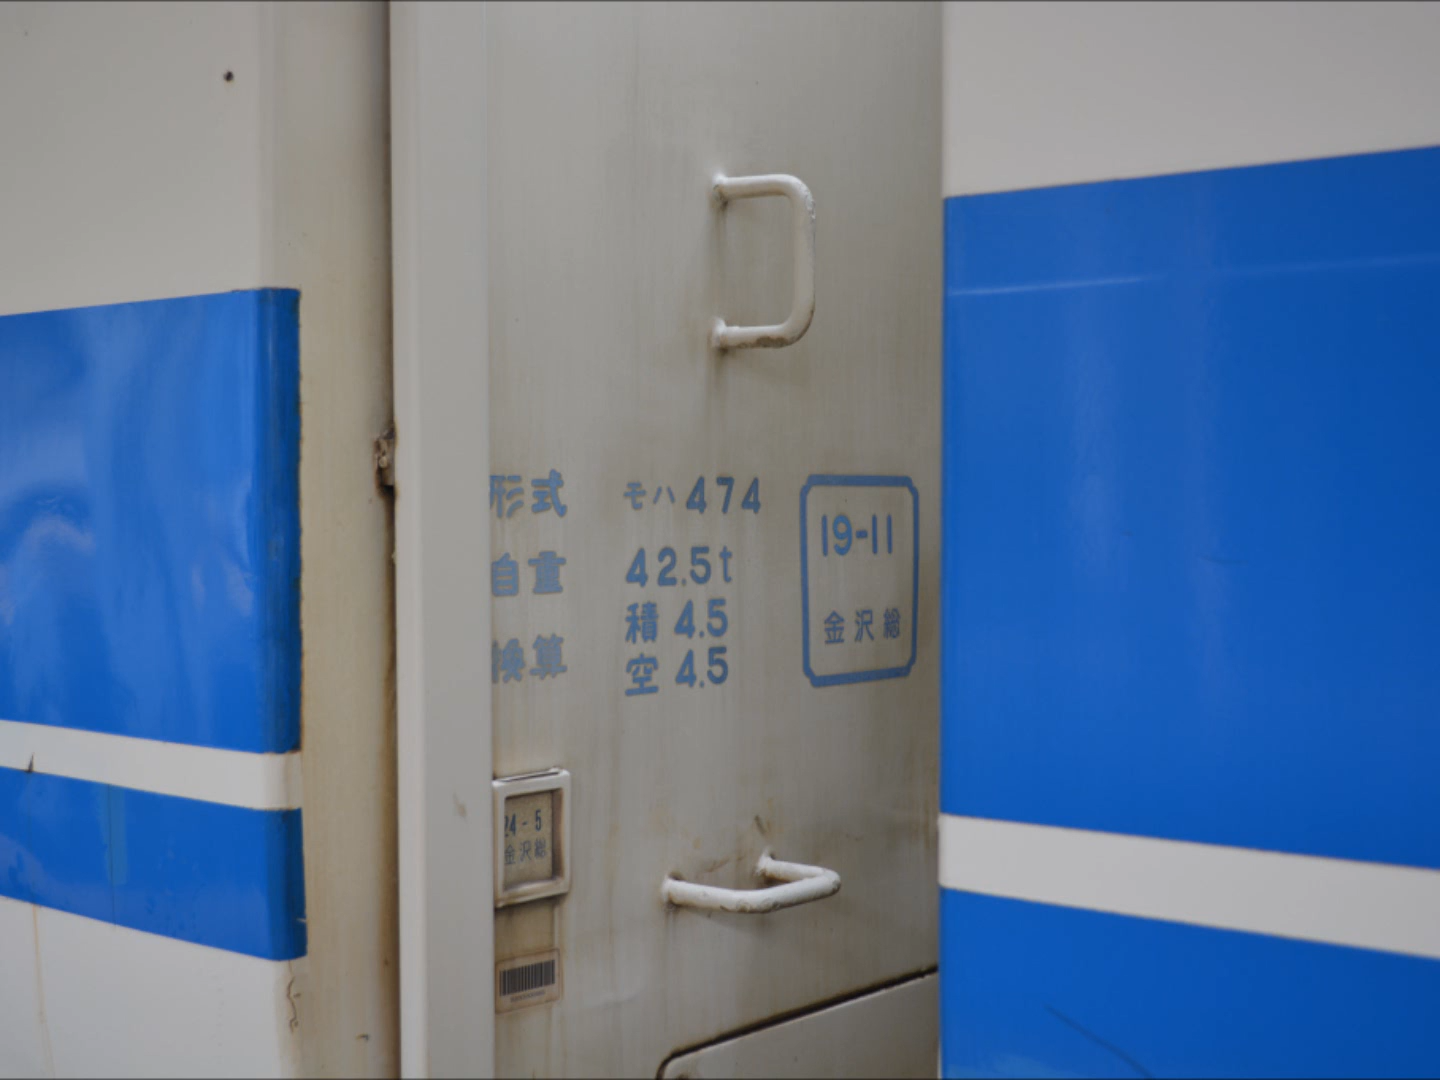 形式 モハ474
自重 42.5t
換算 積 4.5
空 4.5
19-11
金沢総
24-5
金沢総